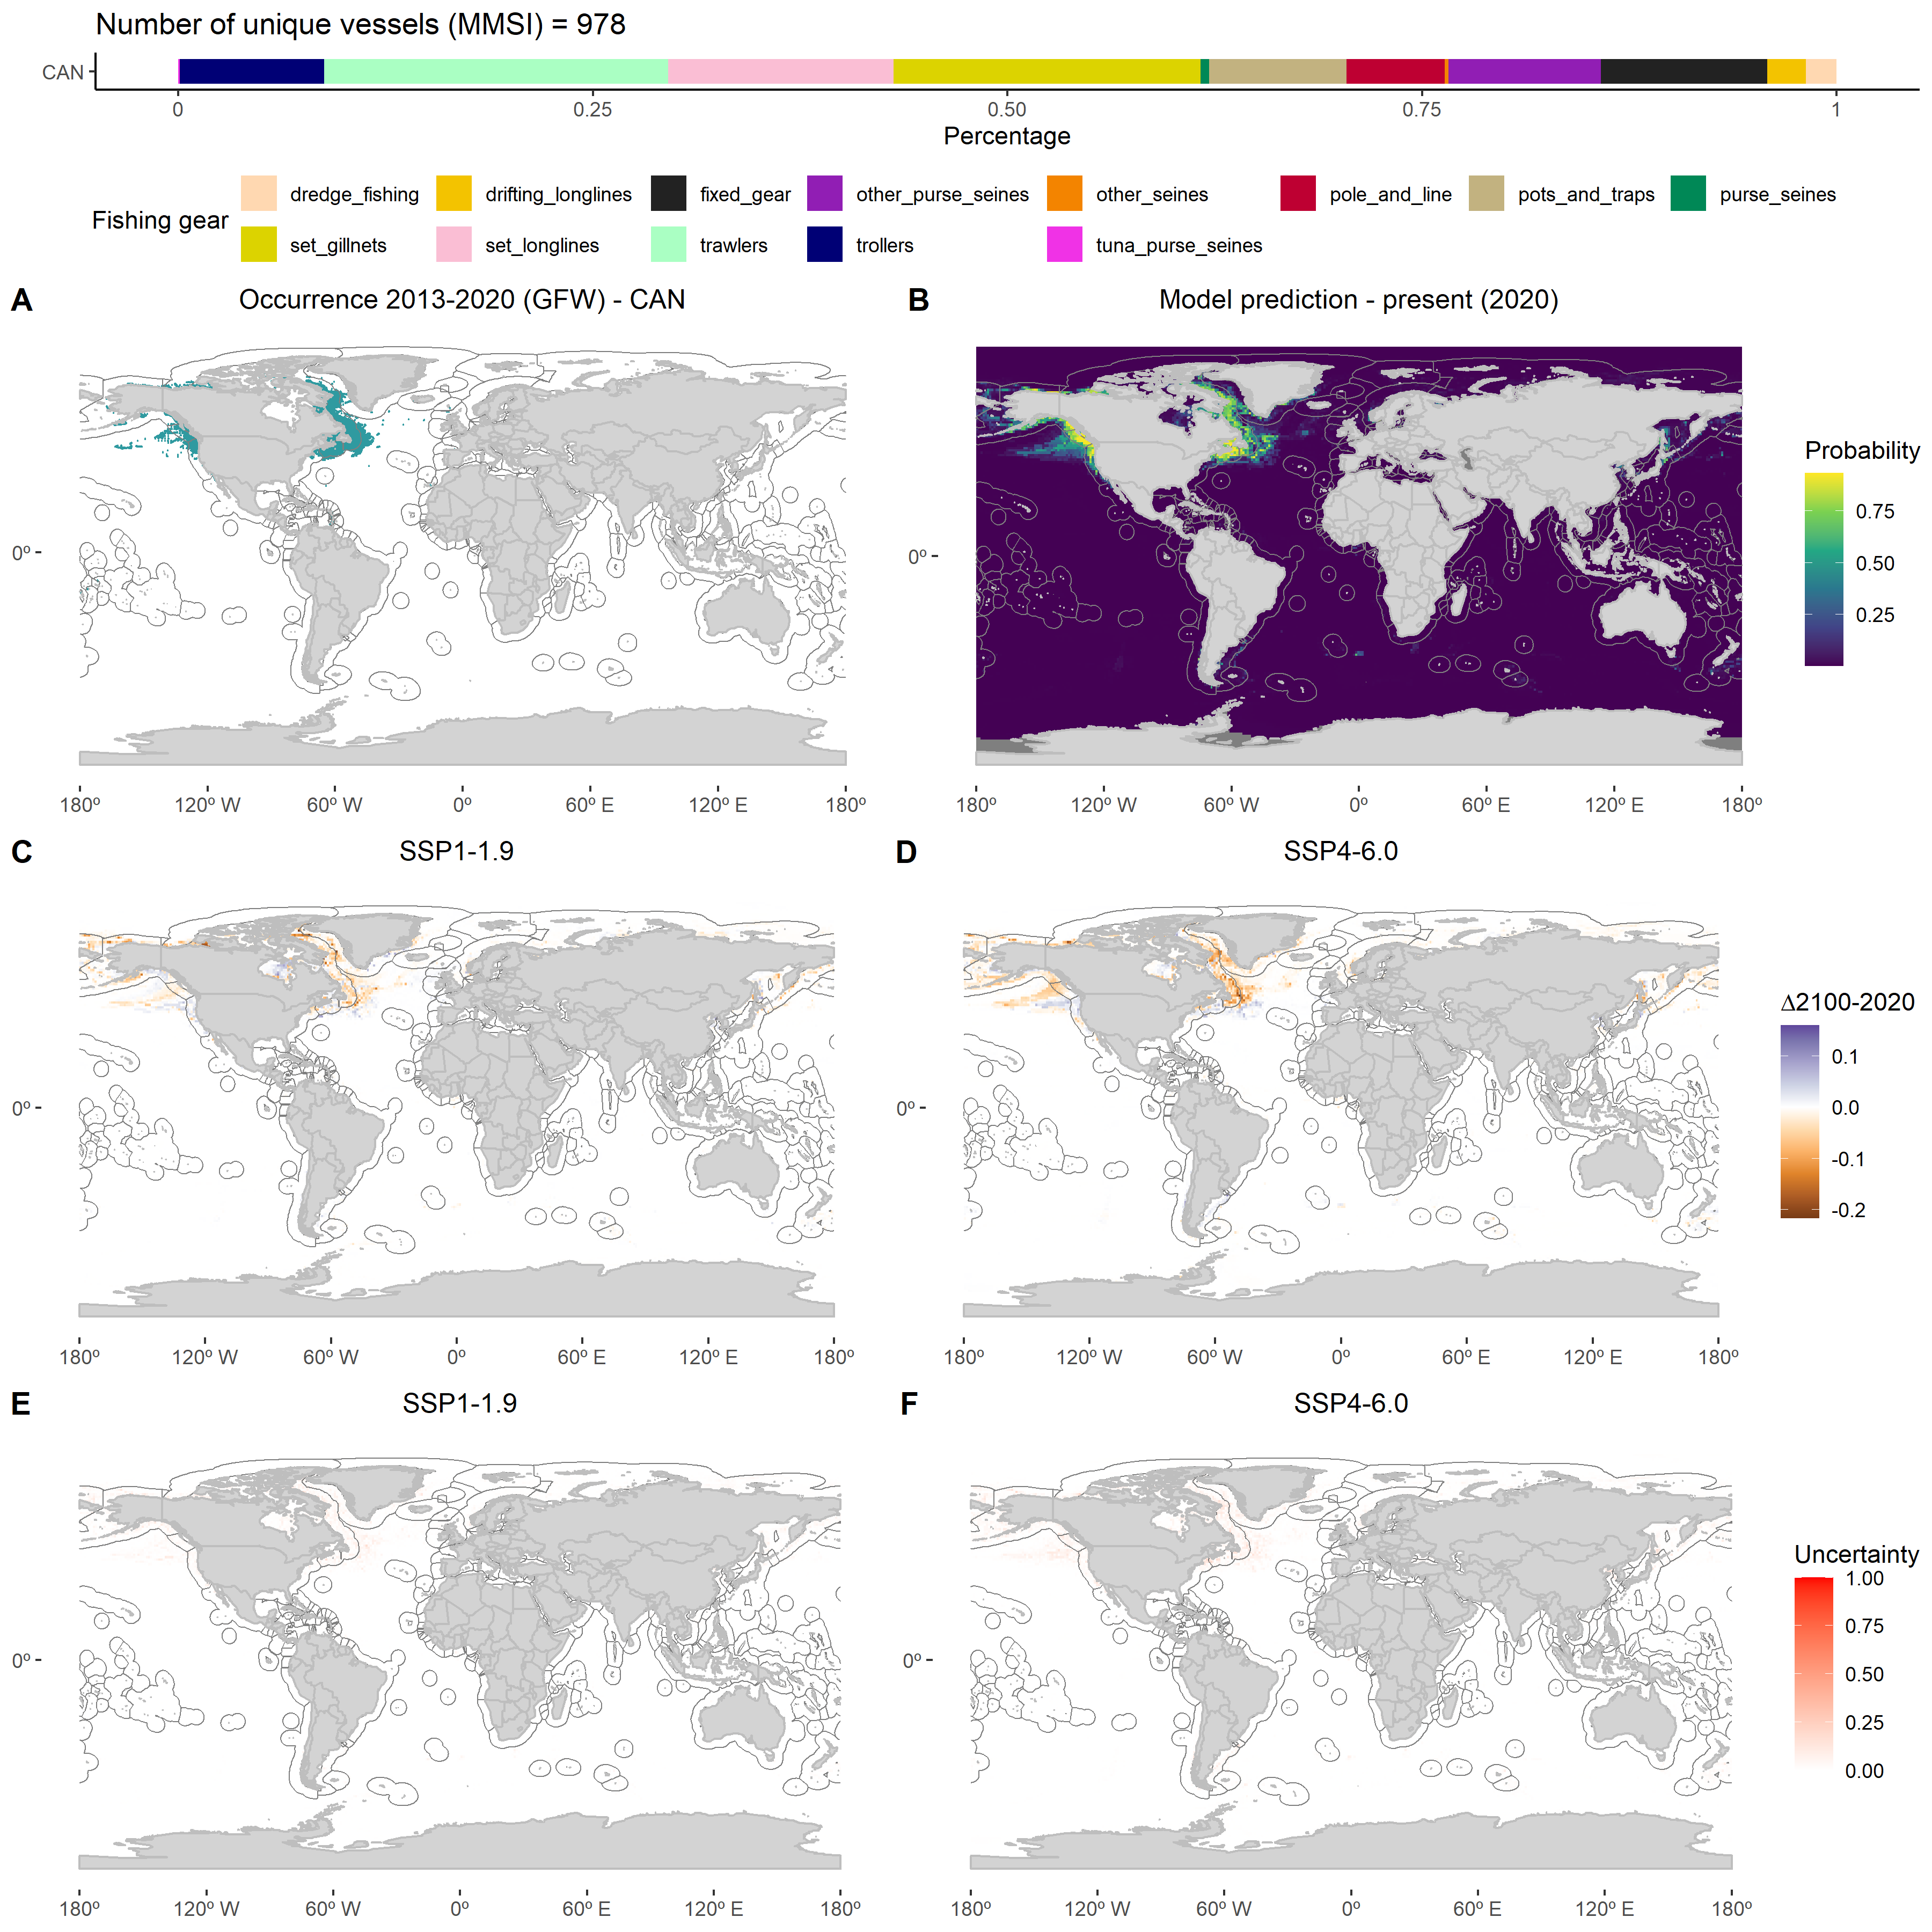 Number of unique vessels (MMSI) = 978
CAN
0 0.25 0.50 0.75 1
Percentage
Fishing gear
dredge_fishing drifting_longlines fixed_gear other_purse_seines other_seines pole_and_line pots_and_traps purse_seines
set_gillnets set_longlines trawlers trollers tuna_purse_seines
A Occurrence 2013-2020 (GFW) - CAN
0º
180º 120º W 60º W 0º 60º E 120º E 180º
B Model prediction - present (2020)
0º
180º 120º W 60º W 0º 60º E 120º E 180º
Probability
0.75
0.50
0.25
C SSP1-1.9
0º
180º 120º W 60º W 0º 60º E 120º E 180º
D SSP4-6.0
0º
180º 120º W 60º W 0º 60º E 120º E 180º
Δ2100-2020
0.1
0.0
-0.1
-0.2
E SSP1-1.9
0º
180º 120º W 60º W 0º 60º E 120º E 180º
F SSP4-6.0
0º
180º 120º W 60º W 0º 60º E 120º E 180º
Uncertainty
1.00
0.75
0.50
0.25
0.00